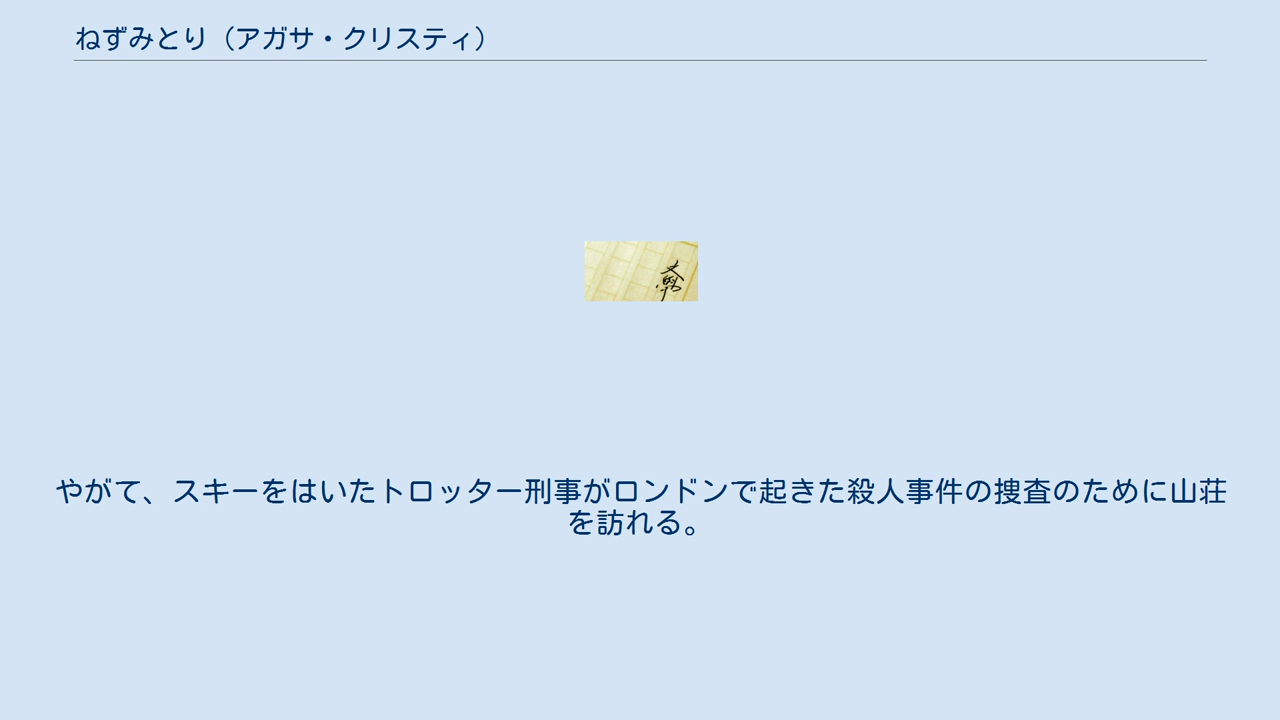 ねずみとり（アガサ・クリスティ）
やがて、スキーをはいたトロッター刑事がロンドンで起きた殺人事件の捜査のために山荘
を訪れる。